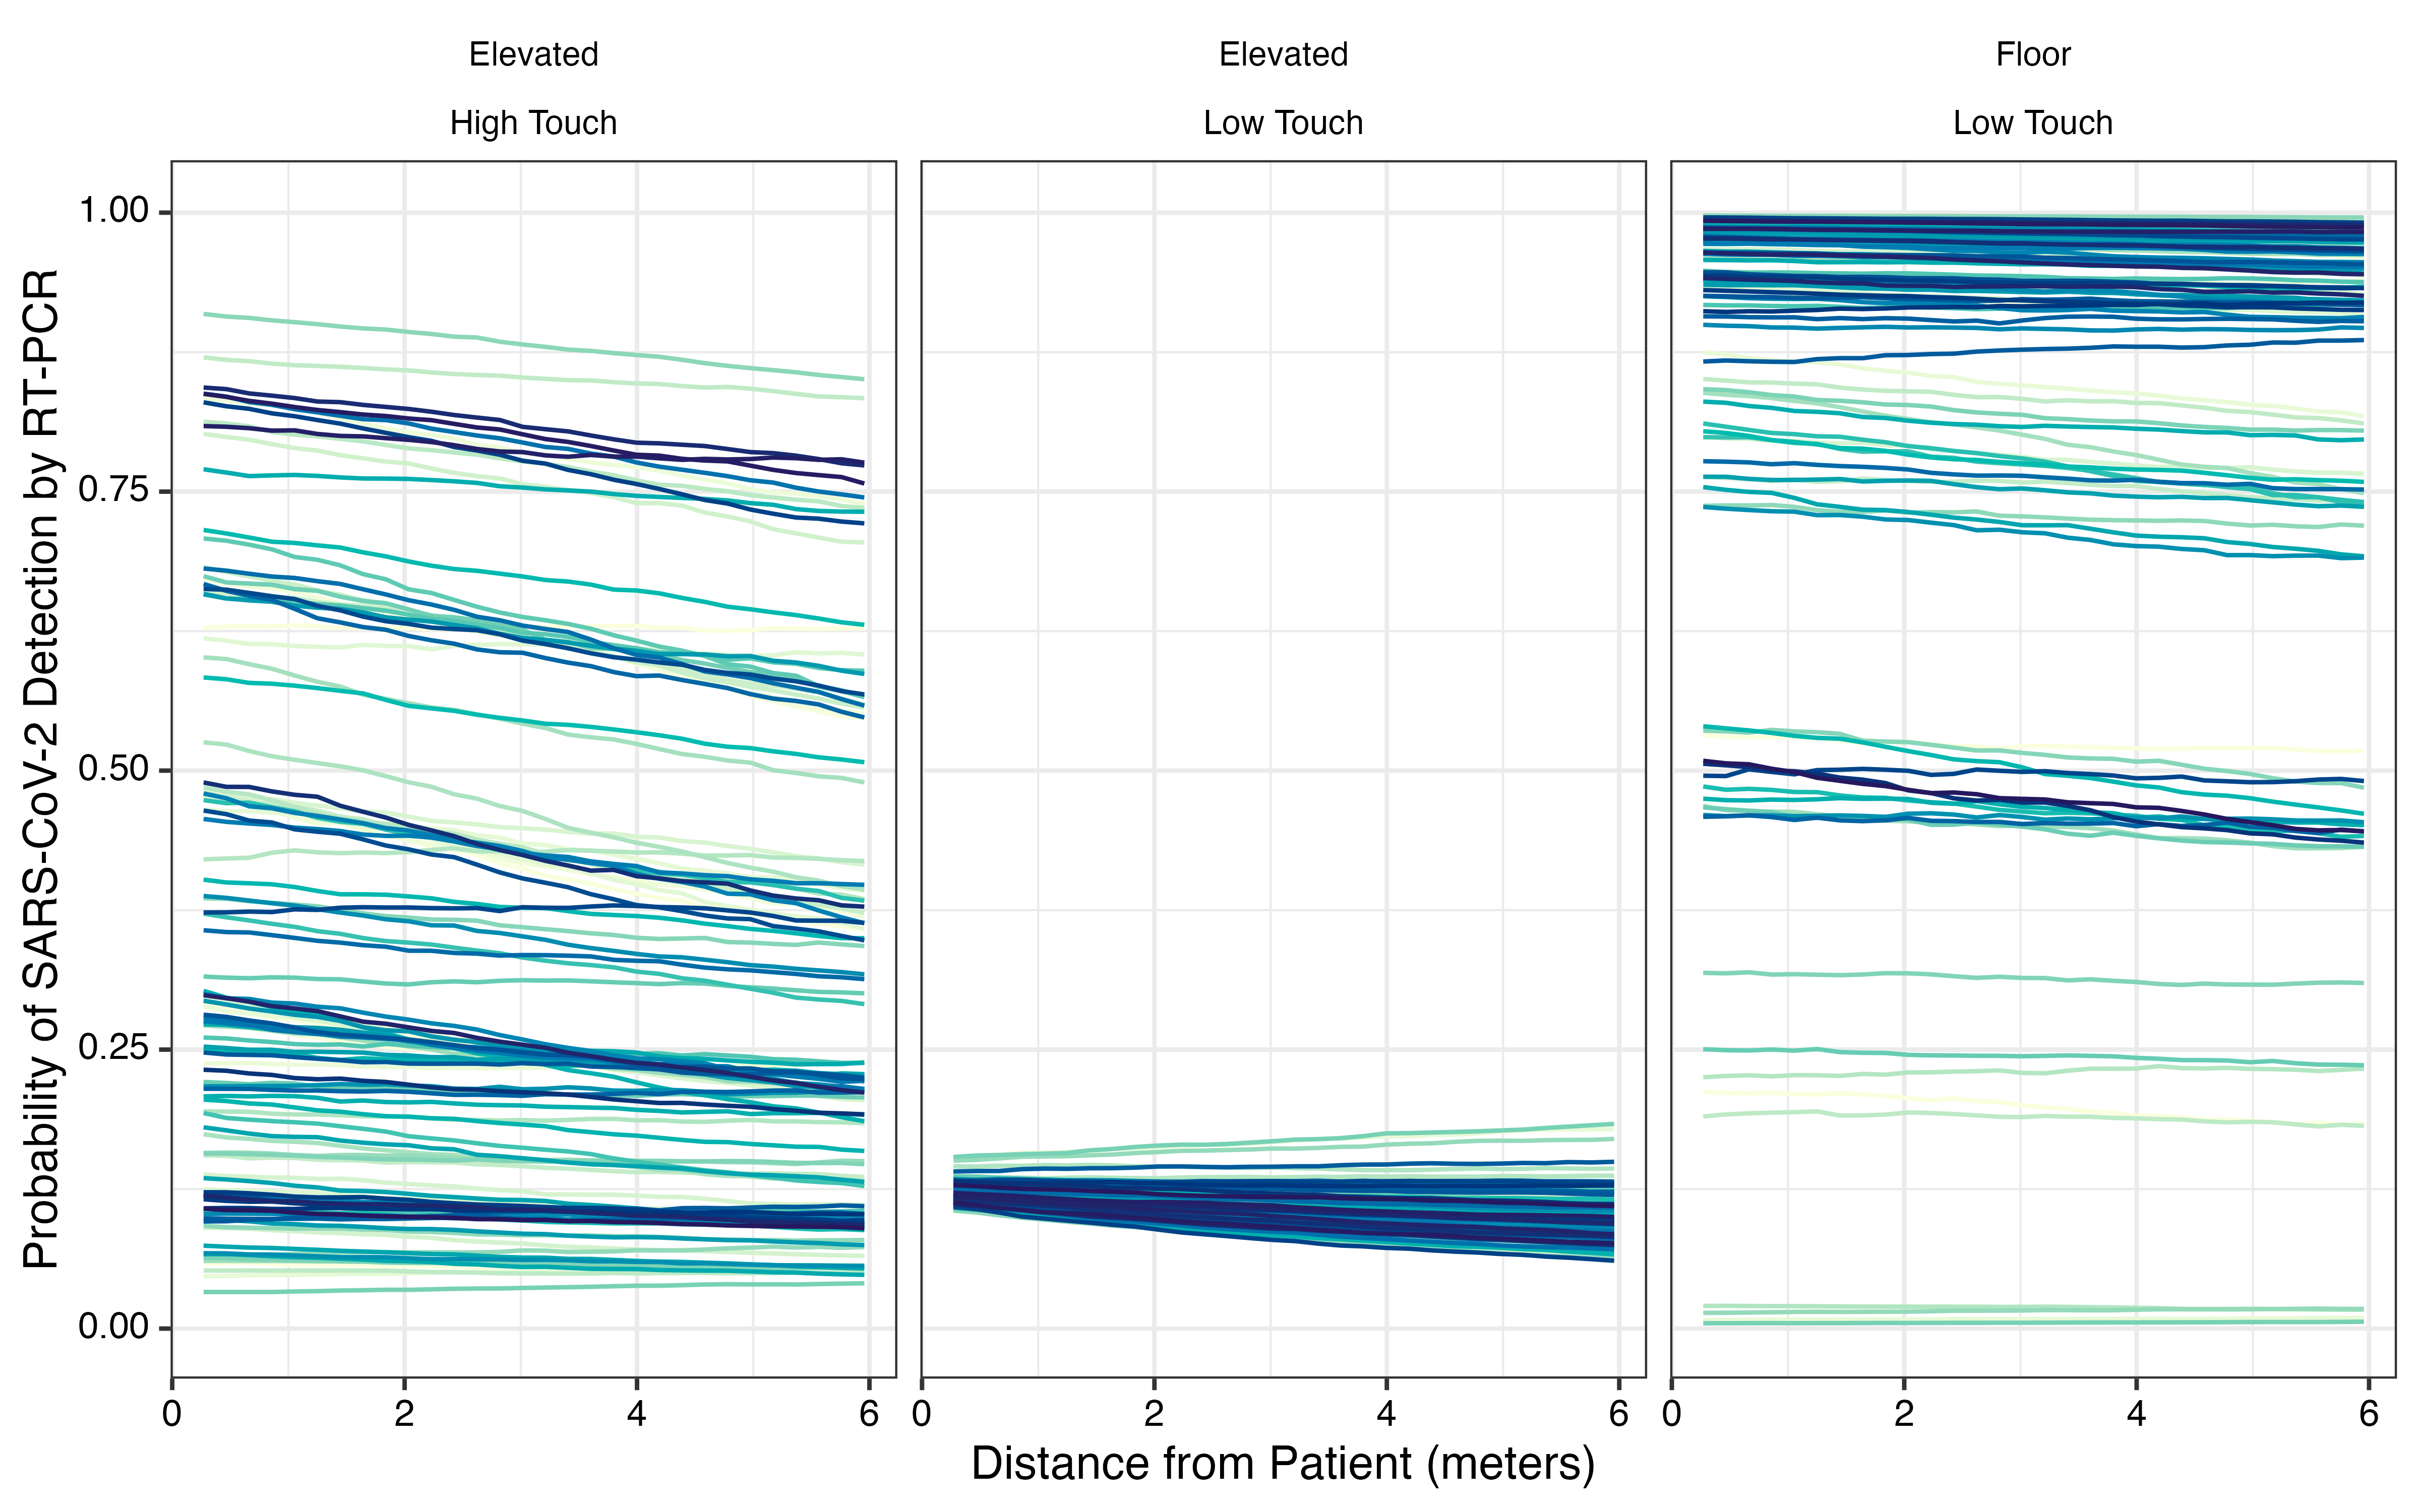 Elevated
Elevated
Floor
High Touch
Low Touch
Low Touch
Probability of SARS-CoV-2 Detection by RT-PCR
1.00
0.75
0.50
0.25
0.00
0 2 4 6
0 2 4 6
0 2 4 6
Distance from Patient (meters)